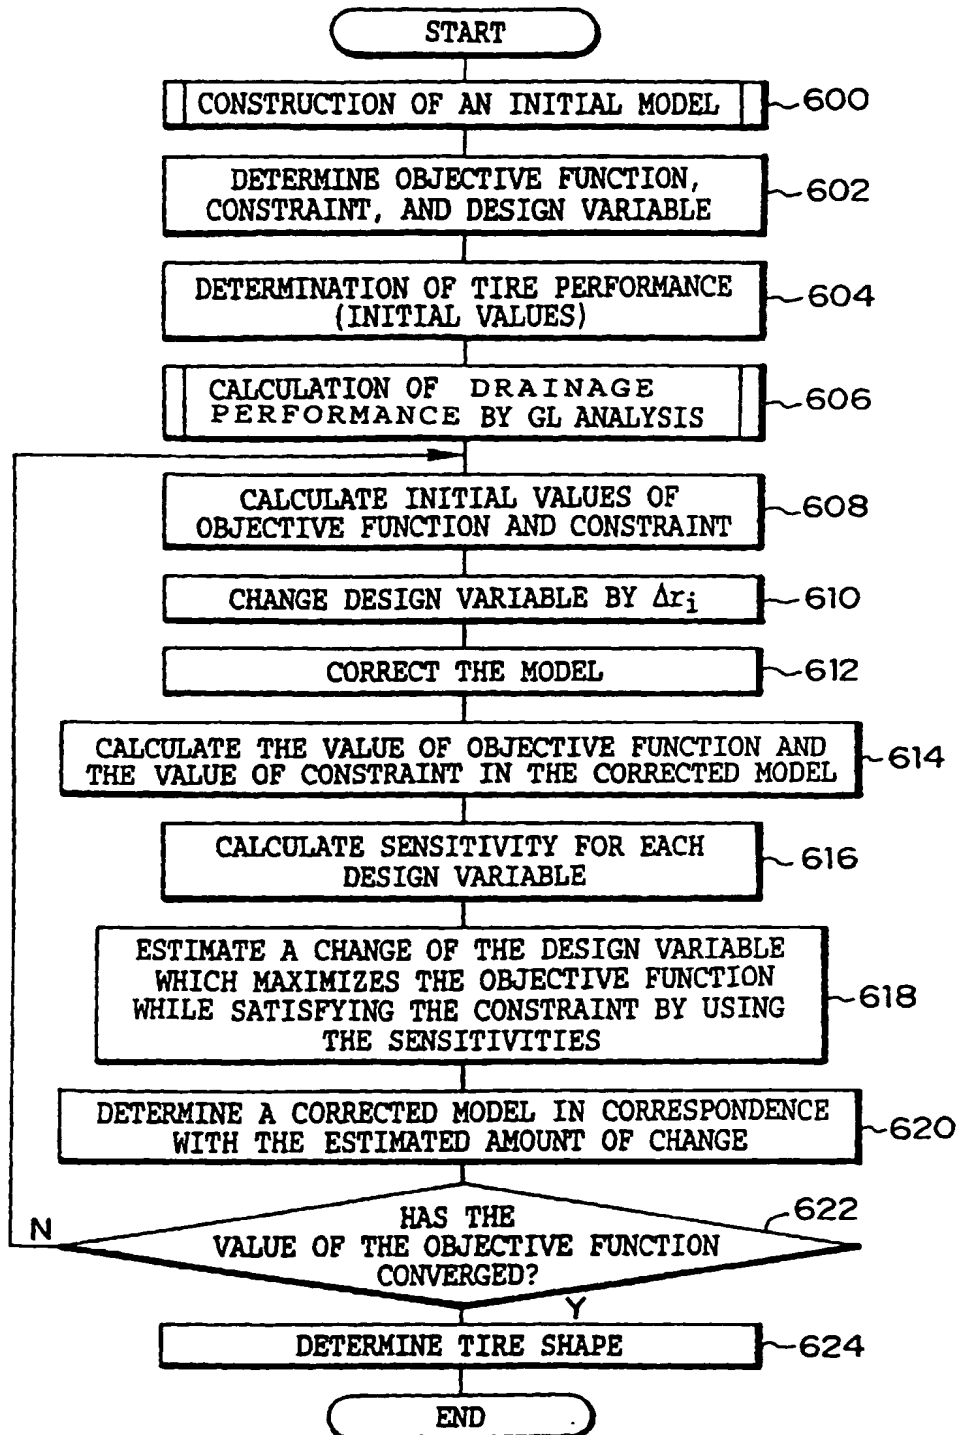 START
CONSTRUCTION OF AN INITIAL MODEL
600
DETERMINE OBJECTIVE FUNCTION,
CONSTRAINT, AND DESIGN VARIABLE
602
DETERMINATION OF TIRE PERFORMANCE
(INITIAL VALUES)
604
CALCULATION OF DRAINAGE
PERFORMANCE BY GL ANALYSIS
606
CALCULATE INITIAL VALUES OF
OBJECTIVE FUNCTION AND CONSTRAINT
608
CHANGE DESIGN VARIABLE BY Δri
610
CORRECT THE MODEL
612
CALCULATE THE VALUE OF OBJECTIVE FUNCTION AND
THE VALUE OF CONSTRAINT IN THE CORRECTED MODEL
614
CALCULATE SENSITIVITY FOR EACH
DESIGN VARIABLE
616
ESTIMATE A CHANGE OF THE DESIGN VARIABLE
WHICH MAXIMIZES THE OBJECTIVE FUNCTION
WHILE SATISFYING THE CONSTRAINT BY USING
THE SENSITIVITIES
618
DETERMINE A CORRECTED MODEL IN CORRESPONDENCE
WITH THE ESTIMATED AMOUNT OF CHANGE
620
HAS THE
VALUE OF THE OBJECTIVE FUNCTION
CONVERGED?
622
N
Y
DETERMINE TIRE SHAPE
624
END